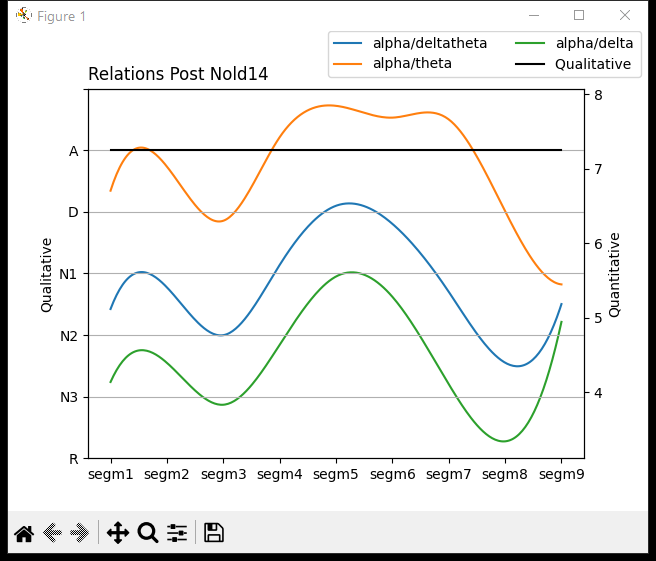 Figure 1
alpha/deltatheta alpha/delta
alpha/theta Qualitative
Relations Post Nold14
8
A
7
D
6
N1
Qualitative
Quantitative
5
N2
4
N3
R
segm1 segm2 segm3 segm4 segm5 segm6 segm7 segm8 segm9